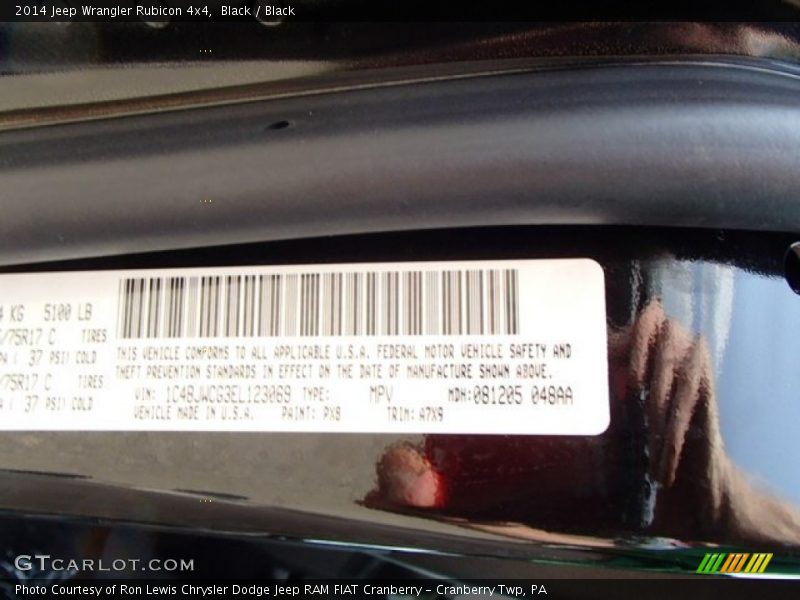 2014 Jeep Wrangler Rubicon 4x4, Black / Black
KG 5100 LB
/75R17 C TIRES
( 37 PSI) COLD
/75R17 C TIRES
( 37 PSI) COLD
THIS VEHICLE CONFORMS TO ALL APPLICABLE U.S.A. FEDERAL MOTOR VEHICLE SAFETY AND
THEFT PREVENTION STANDARDS IN EFFECT ON THE DATE OF MANUFACTURE SHOWN ABOVE.
VIN: 1C4BJWCG3EL123069 TYPE: MPV MDH: 081205 048AA
VEHICLE MADE IN U.S.A. PAINT: PX8 TRIM: A7X9
GTCARLOT.COM
Photo Courtesy of Ron Lewis Chrysler Dodge Jeep RAM FIAT Cranberry – Cranberry Twp, PA